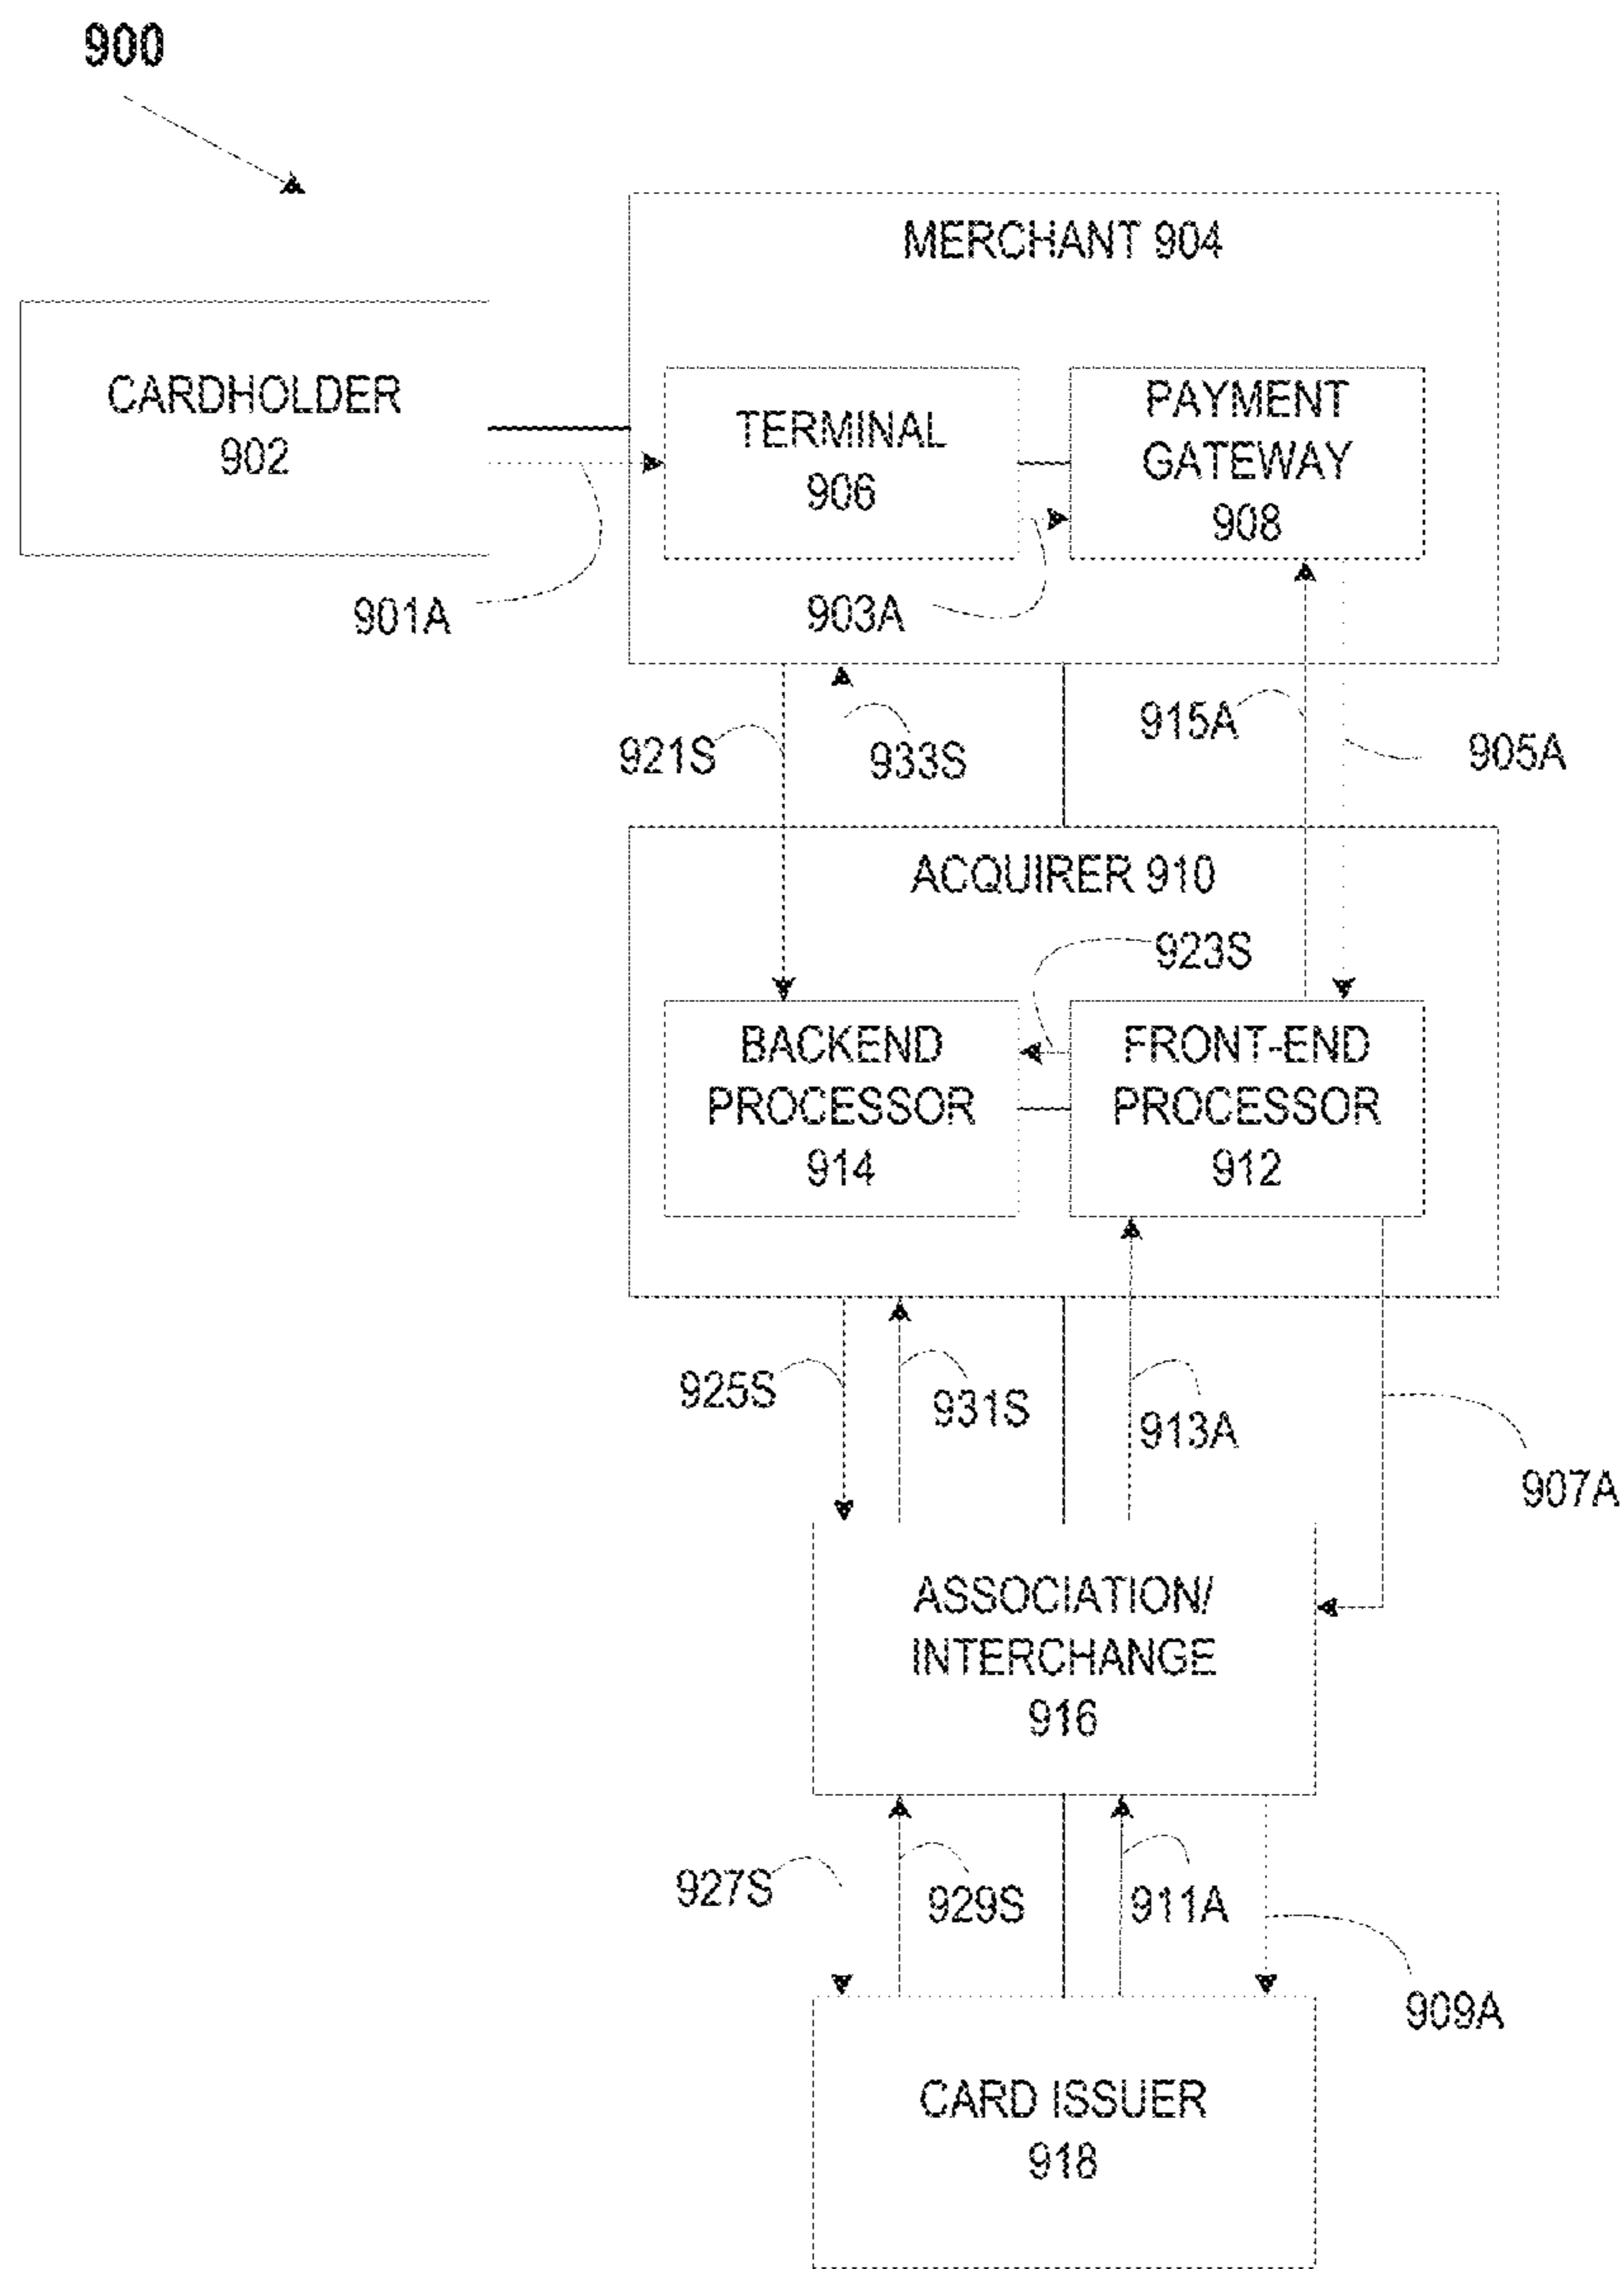 900
MERCHANT 904
CARDHOLDER
902
TERMINAL
906
PAYMENT
GATEWAY
908
901A
903A
921S
933S
915A
905A
ACQUIRER 910
923S
BACKEND
PROCESSOR
914
FRONT-END
PROCESSOR
912
925S
931S
913A
907A
ASSOCIATION/
INTERCHANGE
916
927S
929S
911A
909A
CARD ISSUER
918